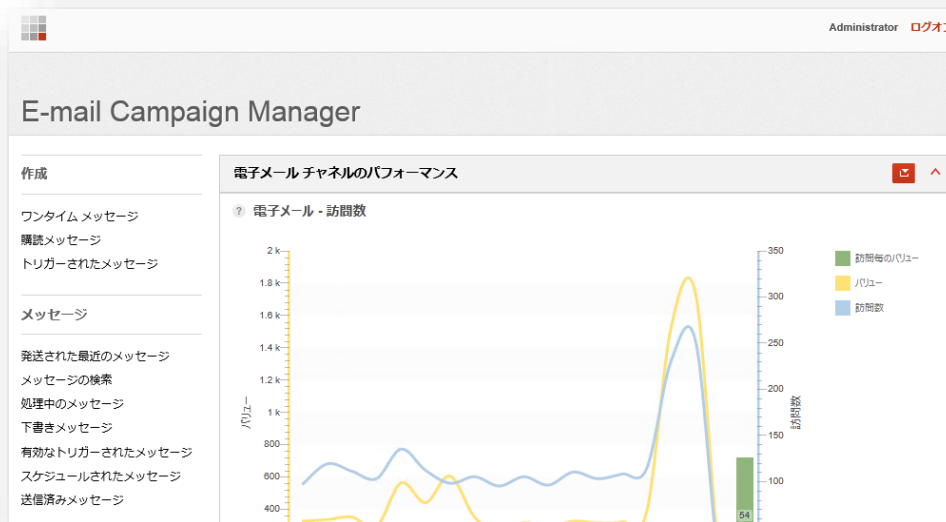 Administrator ログオフ
E-mail Campaign Manager
作成
ワンタイム メッセージ
購読メッセージ
トリガーされたメッセージ
メッセージ
発送された最近のメッセージ
メッセージの検索
処理中のメッセージ
下書きメッセージ
有効なトリガーされたメッセージ
スケジュールされたメッセージ
送信済みメッセージ
電子メール チャネルのパフォーマンス
? 電子メール - 訪問数
2 k
1.8 k
1.6 k
1.4 k
1.2 k
1 k
800
600
400
バリュー
350
300
250
200
150
100
訪問数
54
訪問毎のバリュー
バリュー
訪問数